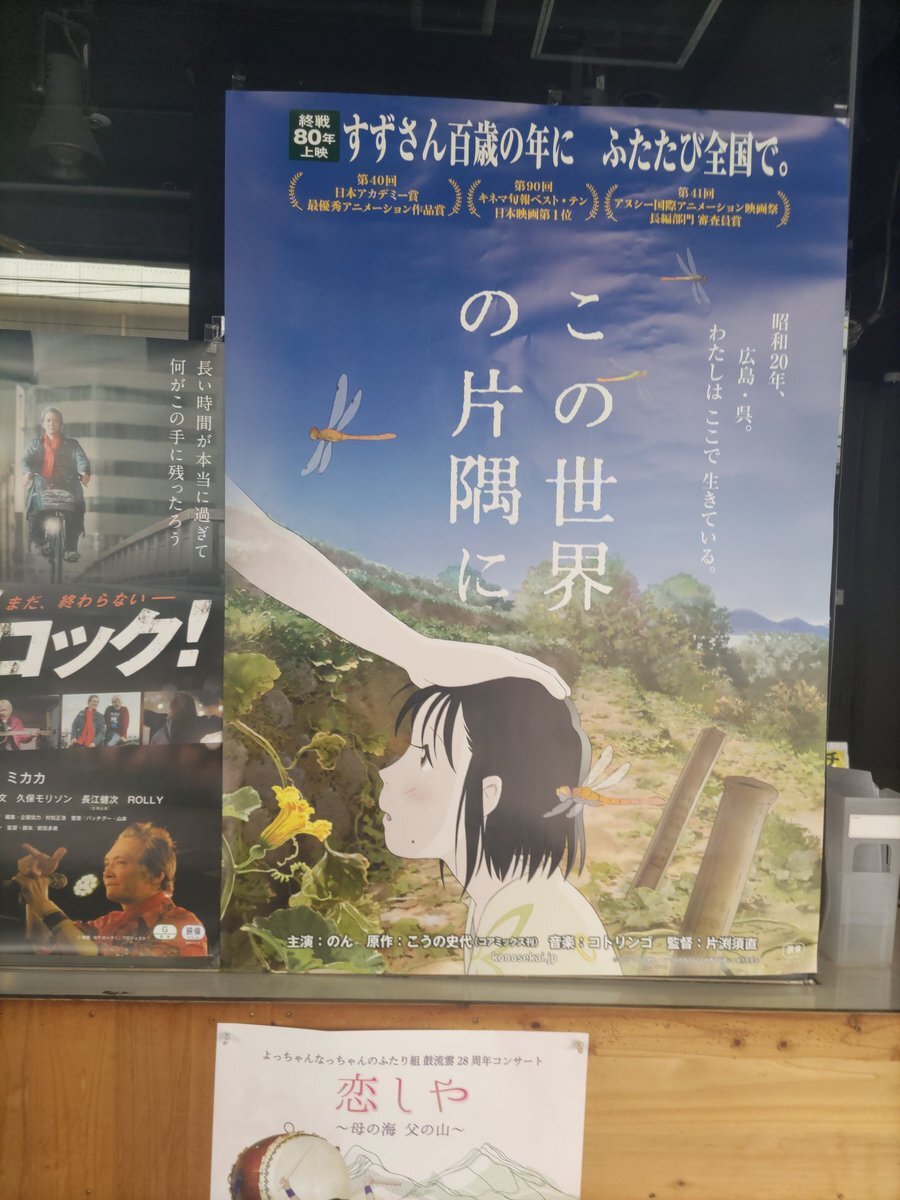 終戦
80年
上映
すずさん百歳の年に ふたたび全国で。
第40回
日本アカデミー賞
最優秀アニメーション作品賞
第90回
キネマ旬報ベスト・テン
日本映画第1位
第41回
アヌシー国際アニメーション映画祭
長編部門 審査員賞
この世界
の片隅に
昭和20年、
広島・呉。
わたしは ここで 生きている。
主演:のん 原作:こうの史代(コアミックス刊) 音楽:コトリンゴ 監督:片渕須直
konosekai.jp
長い時間が本当に過ぎて
何がこの手に残ったろう
まだ、終わらない
コック!
ミカカ
文 久保モリソン 長江健次 ROLLY
G
映倫
よっちゃんなっちゃんのふたり組 鼓流雲 28周年コンサート
恋しや
~母の海 父の山~